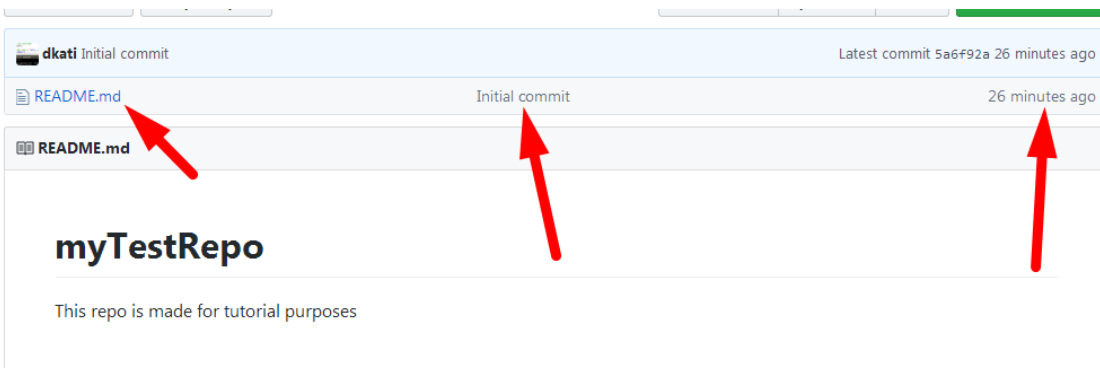 dkati Initial commit Latest commit 5a6f92a 26 minutes ago
README.md Initial commit 26 minutes ago
README.md
myTestRepo
This repo is made for tutorial purposes